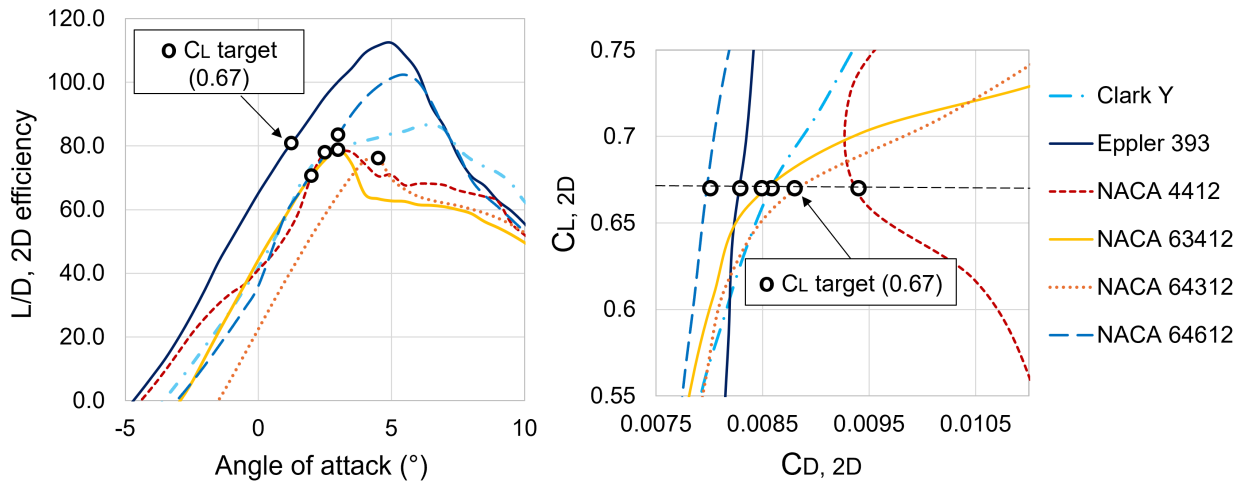 120.0
100.0
80.0
60.0
40.0
20.0
0.0
L/D, 2D efficiency
CL target
(0.67)
-5
0
5
10
Angle of attack (°)
0.75
0.7
0.65
0.6
0.55
CL, 2D
CL target (0.67)
0.0075
0.0085
0.0095
0.0105
CD, 2D
Clark Y
Eppler 393
NACA 4412
NACA 63412
NACA 64312
NACA 64612